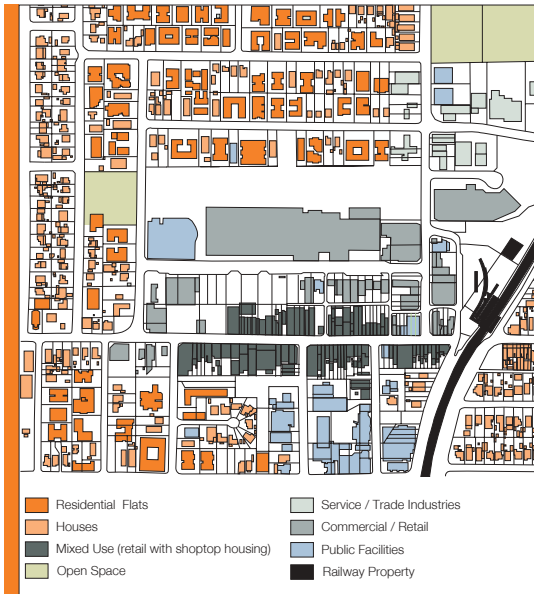 Residential Flats
Houses
Mixed Use (retail with shoptop housing)
Open Space
Service / Trade Industries
Commercial / Retail
Public Facilities
Railway Property